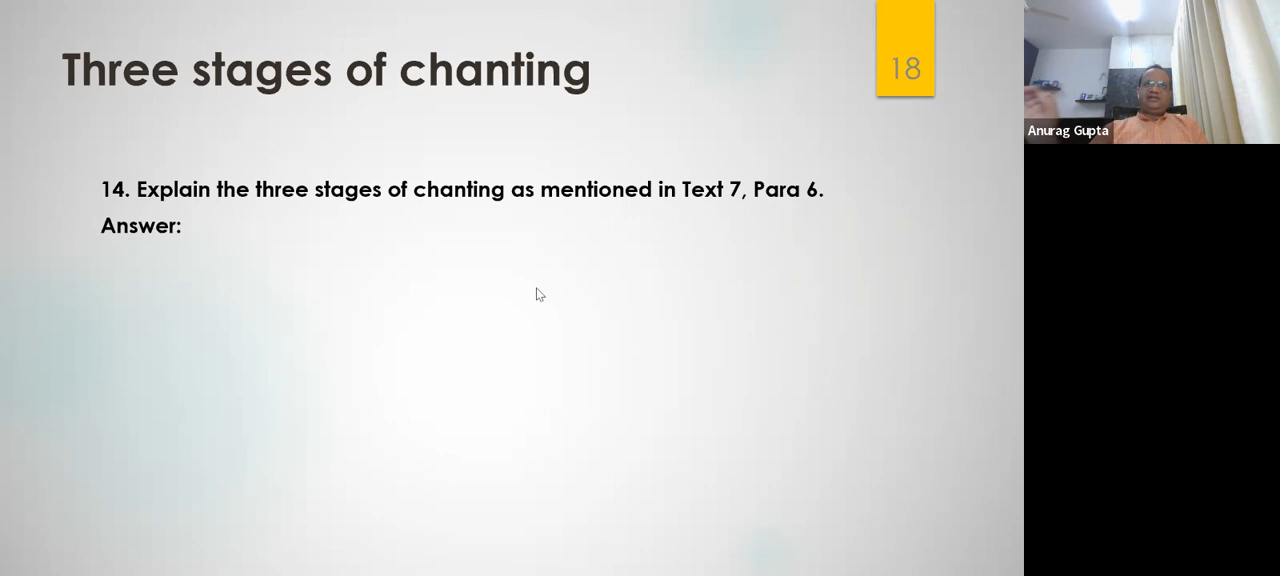 Three stages of chanting
18
Anurag Gupta
14. Explain the three stages of chanting as mentioned in Text 7, Para 6.
Answer: